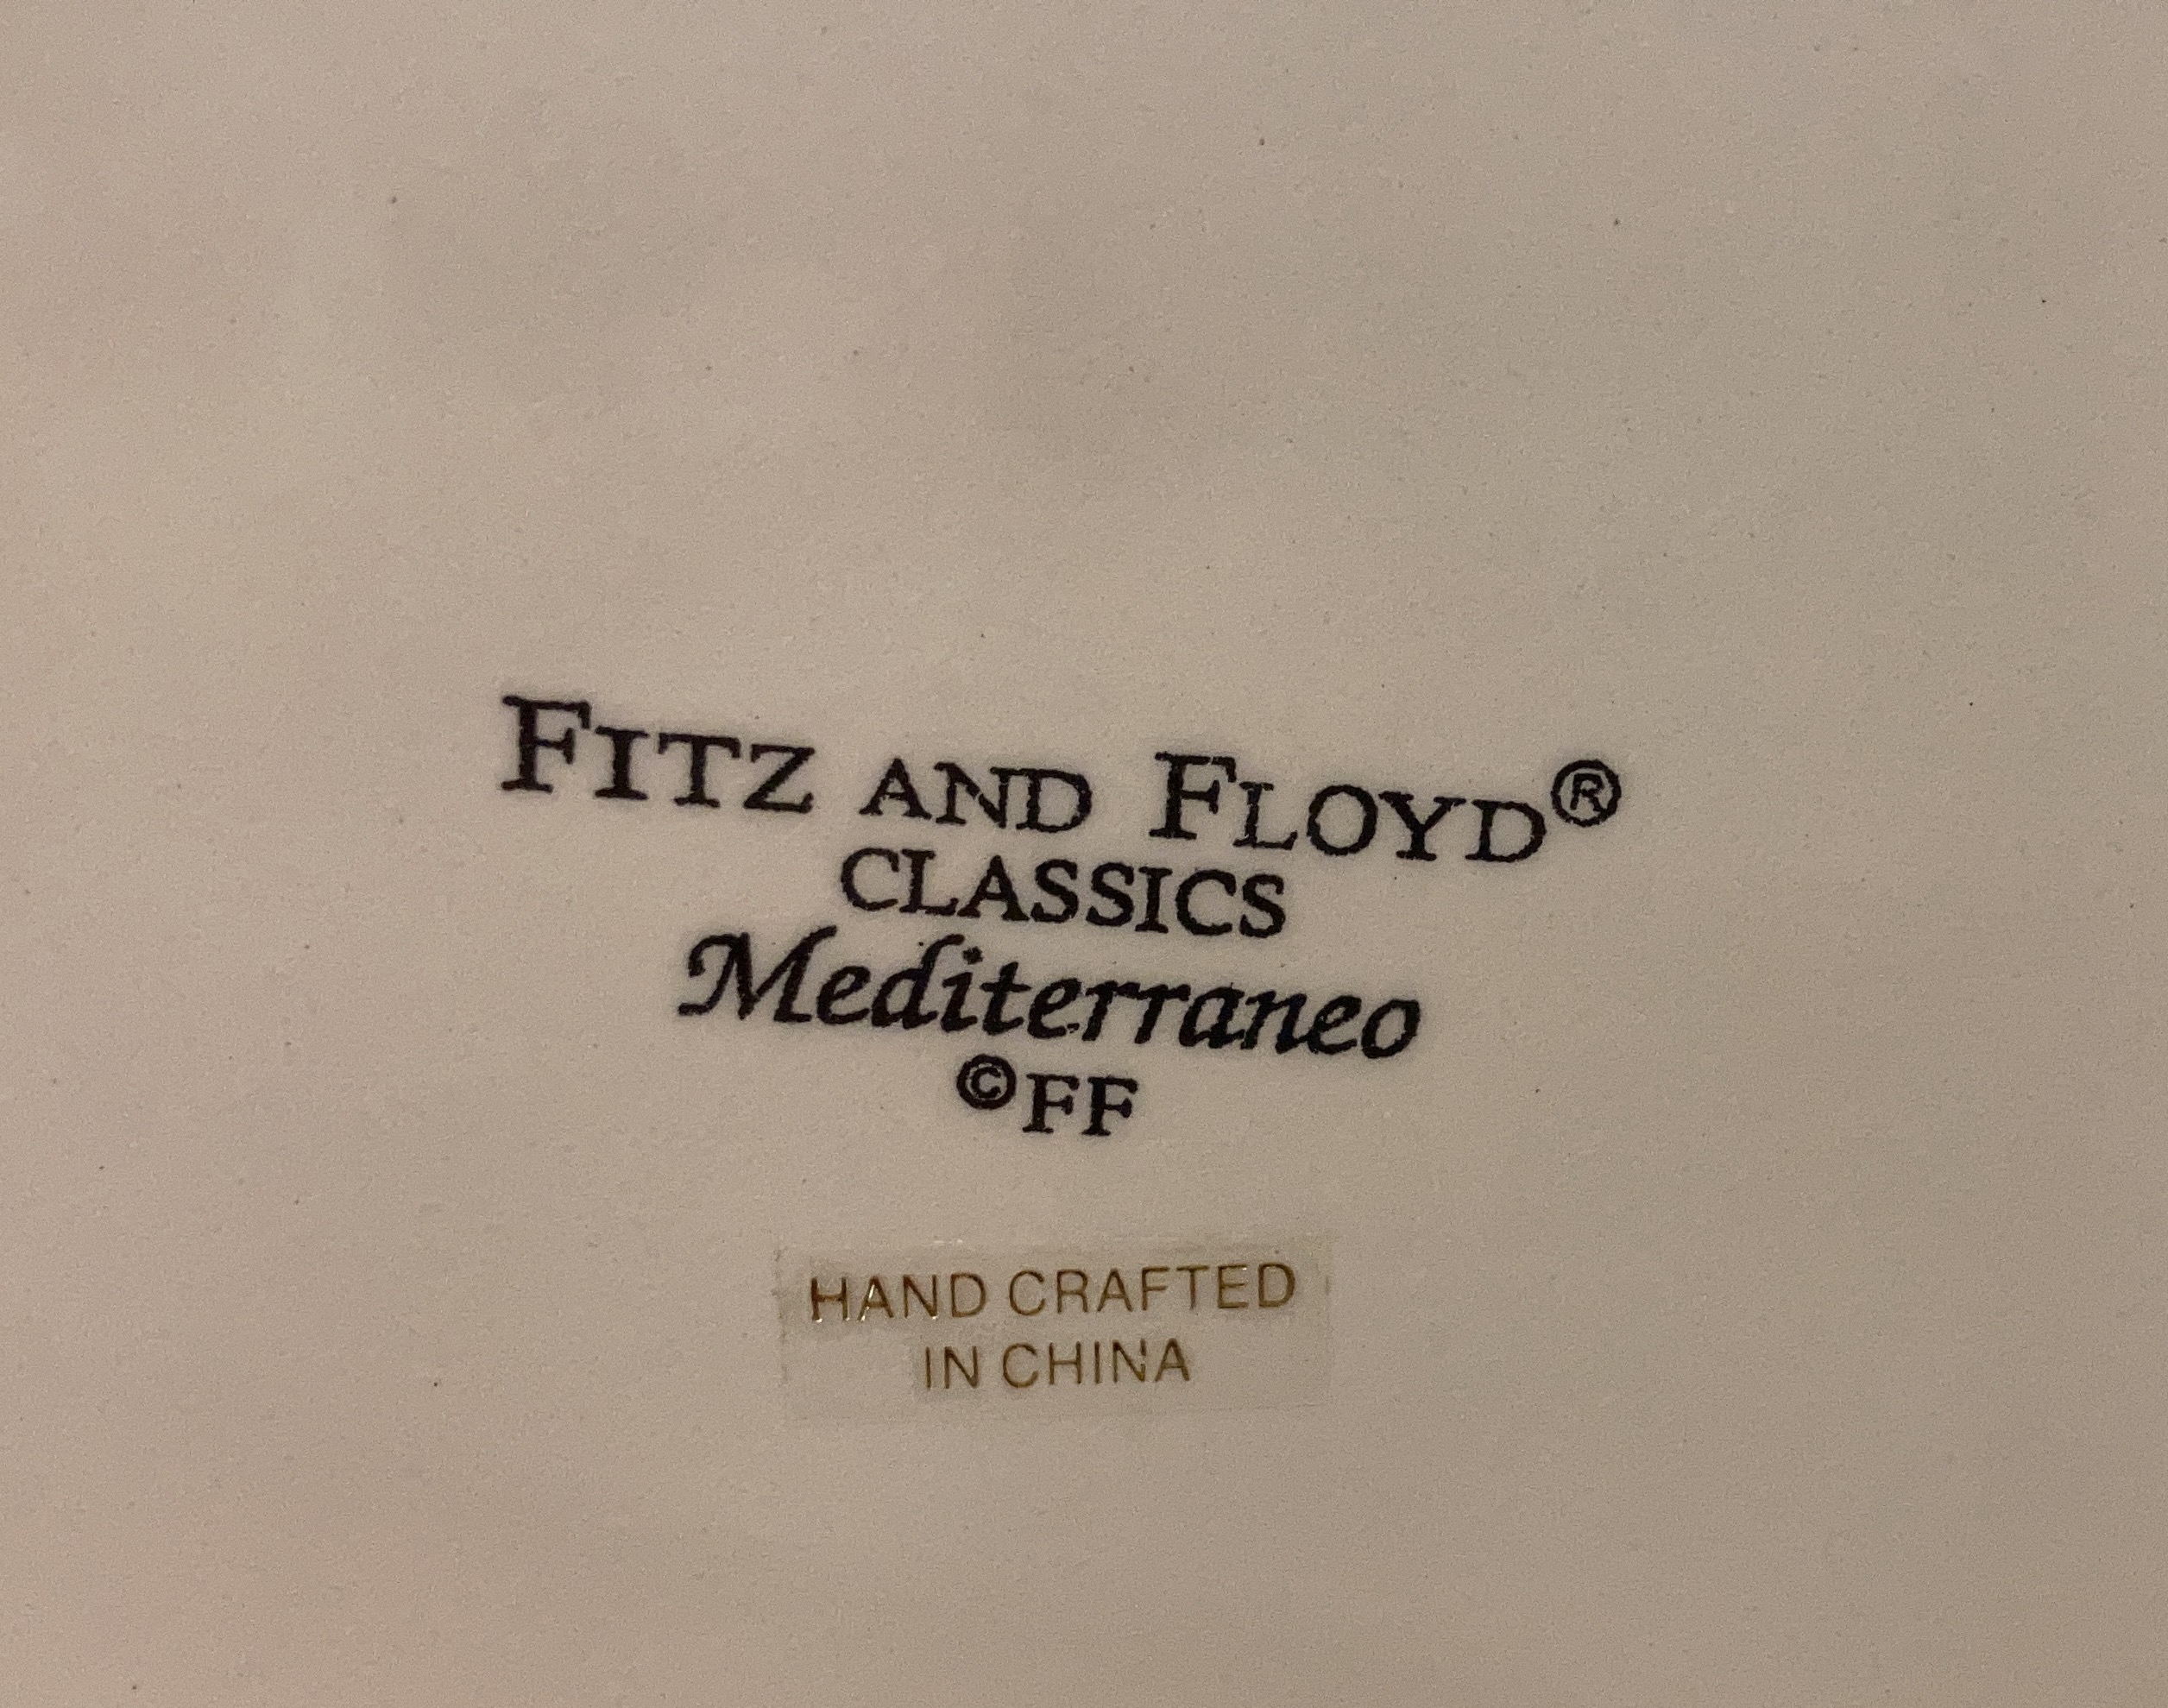 FITZ AND FLOYD®
CLASSICS
Mediterraneo
©FF
HAND CRAFTED
IN CHINA